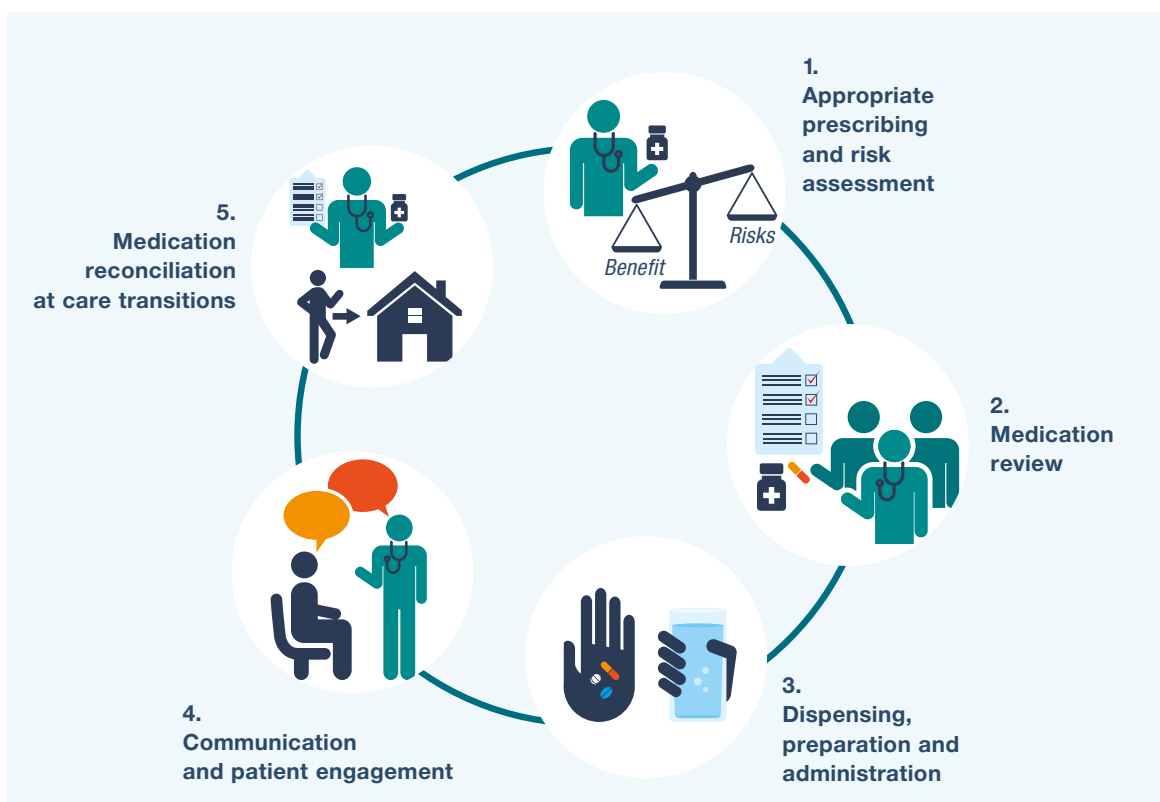 1.
Appropriate
prescribing
and risk
assessment
Risks
Benefit
2.
Medication
review
3.
Dispensing,
preparation and
administration
4.
Communication
and patient engagement
5.
Medication
reconciliation
at care transitions